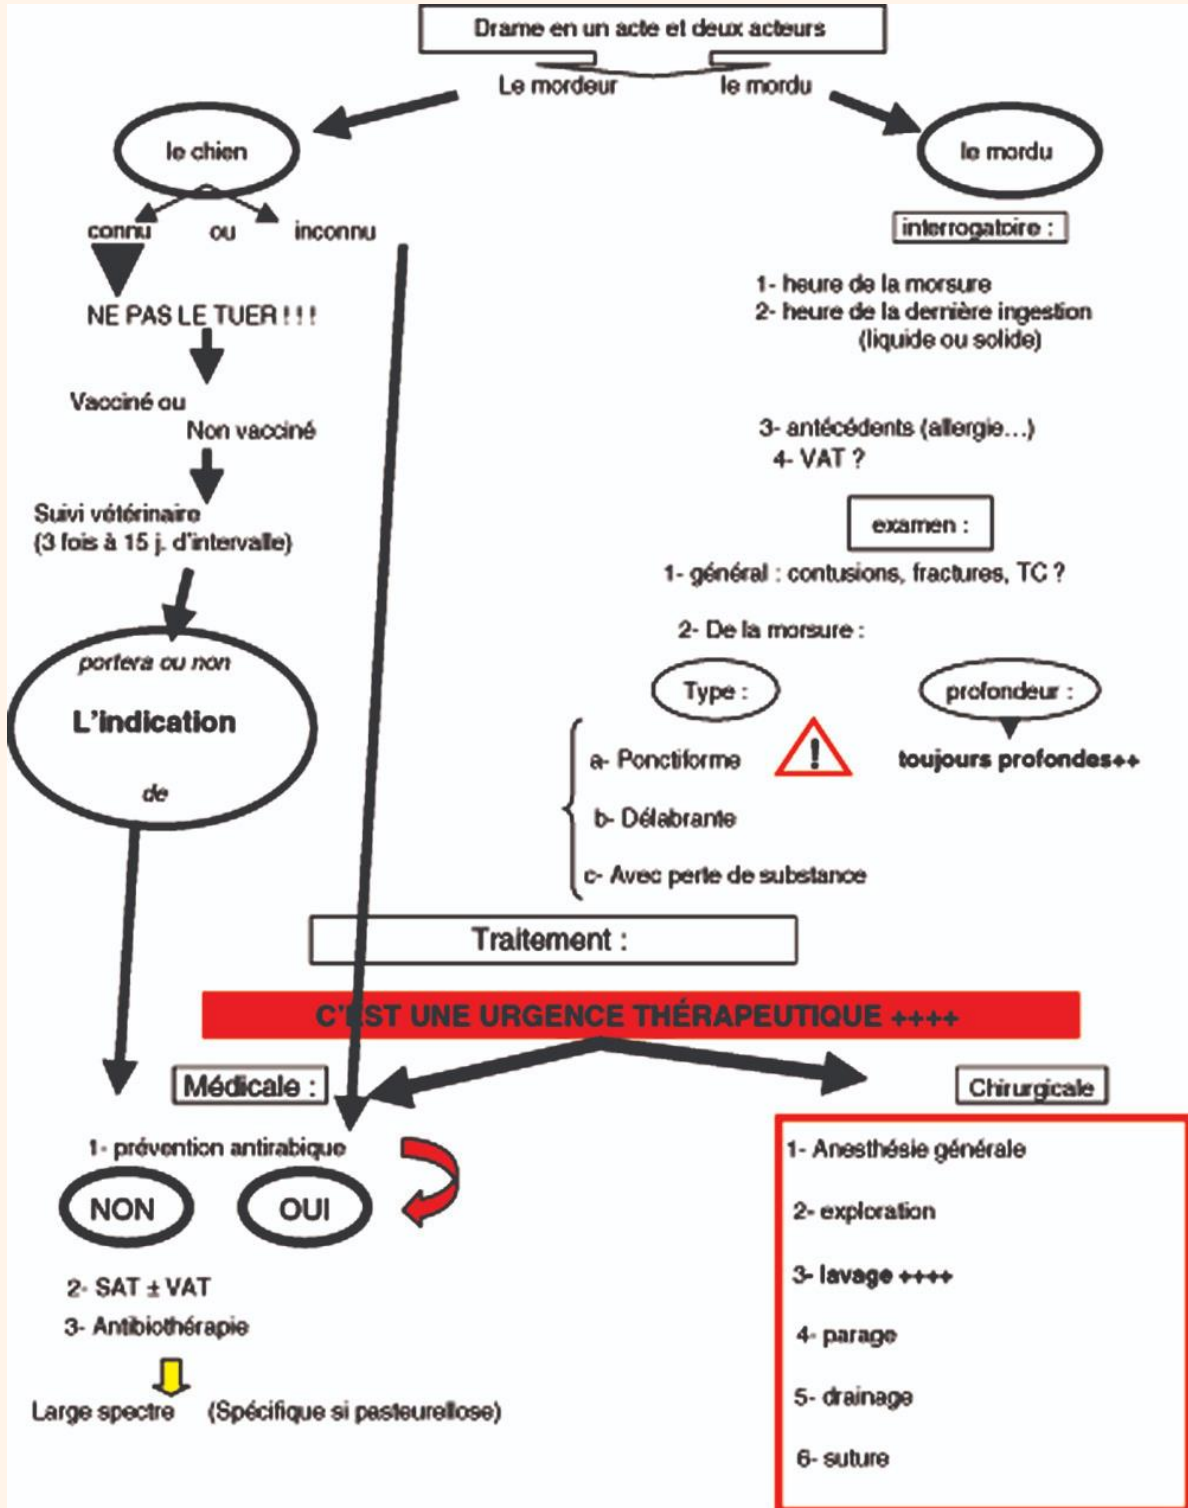 Drame en un acte et deux acteurs
Le mordeur le mordu
le chien
connu ou inconnu
NE PAS LE TUER ! ! !
Vacciné ou
Non vacciné
Suivi vétérinaire
(3 fois à 15 j. d'intervalle)
portera ou non
L'indication
de
le mordu
interrogatoire :
1- heure de la morsure
2- heure de la dernière ingestion
(liquide ou solide)
3- antécédents (allergie...)
4- VAT ?
examen :
1- général : contusions, fractures, TC ?
2- De la morsure :
Type :
a- Ponctiforme
!
b- Délabrante
c- Avec perte de substance
profondeur :
toujours profondes++
Traitement :
C'EST UNE URGENCE THÉRAPEUTIQUE ++++
Médicale :
1- prévention antirabique
NON OUI
2- SAT ± VAT
3- Antibiothérapie
Large spectre (Spécifique si pasteurellose)
Chirurgicale
1- Anesthésie générale
2- exploration
3- lavage ++++
4- parage
5- drainage
6- suture